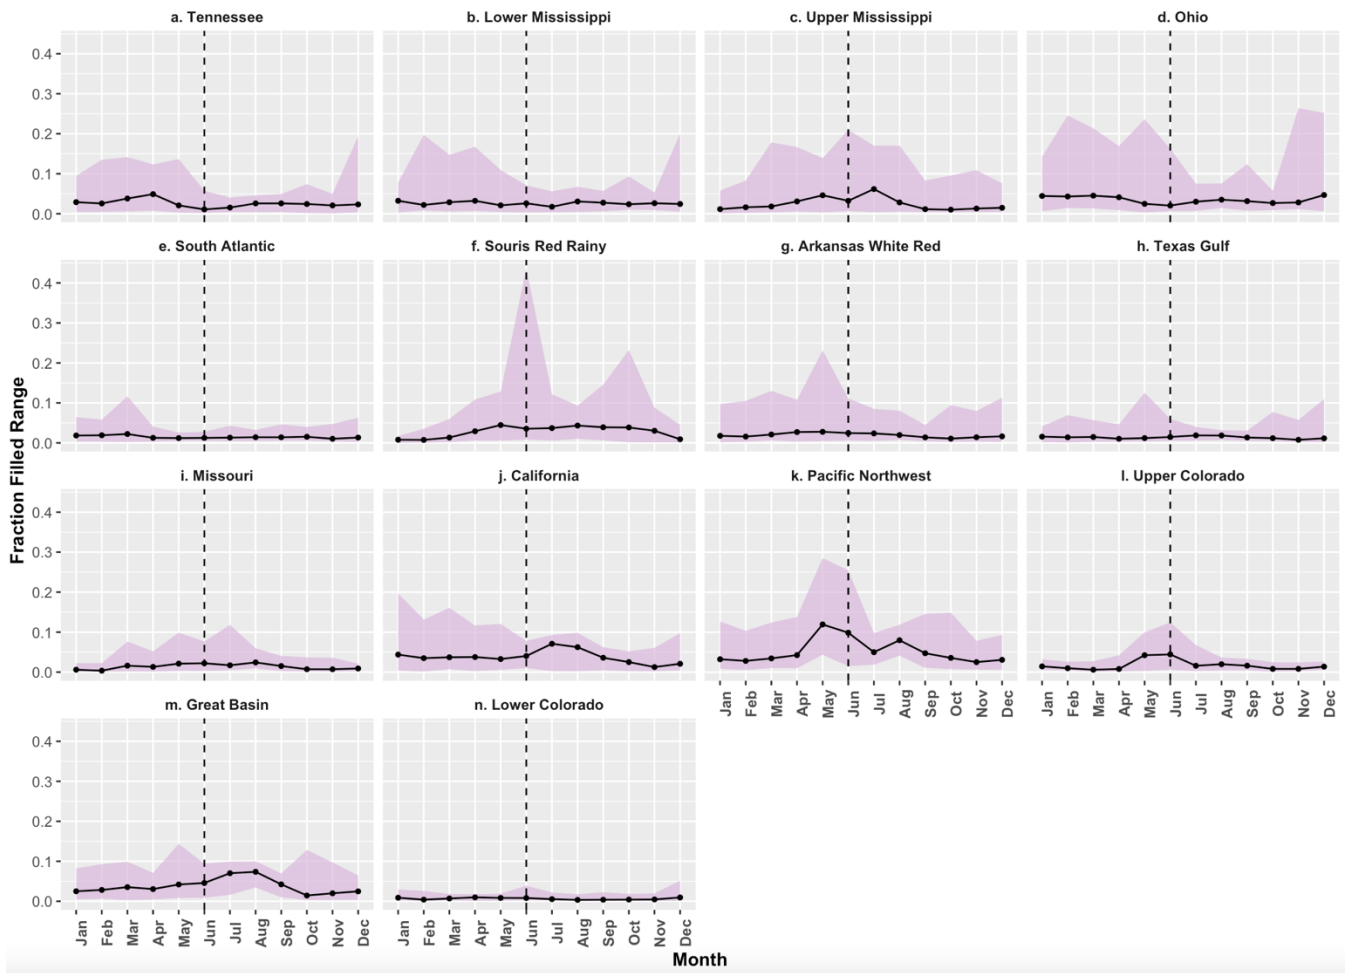 a. Tennessee
b. Lower Mississippi
c. Upper Mississippi
d. Ohio
0.4
0.3
0.2
0.1
0.0
e. South Atlantic
f. Souris Red Rainy
g. Arkansas White Red
h. Texas Gulf
0.4
0.3
0.2
0.1
0.0
Fraction Filled Range
i. Missouri
j. California
k. Pacific Northwest
l. Upper Colorado
0.4
0.3
0.2
0.1
0.0
Jan Feb Mar Apr May Jun Jul Aug Sep Oct Nov Dec
Jan Feb Mar Apr May Jun Jul Aug Sep Oct Nov Dec
m. Great Basin
n. Lower Colorado
0.4
0.3
0.2
0.1
0.0
Jan Feb Mar Apr May Jun Jul Aug Sep Oct Nov Dec
Jan Feb Mar Apr May Jun Jul Aug Sep Oct Nov Dec
Month